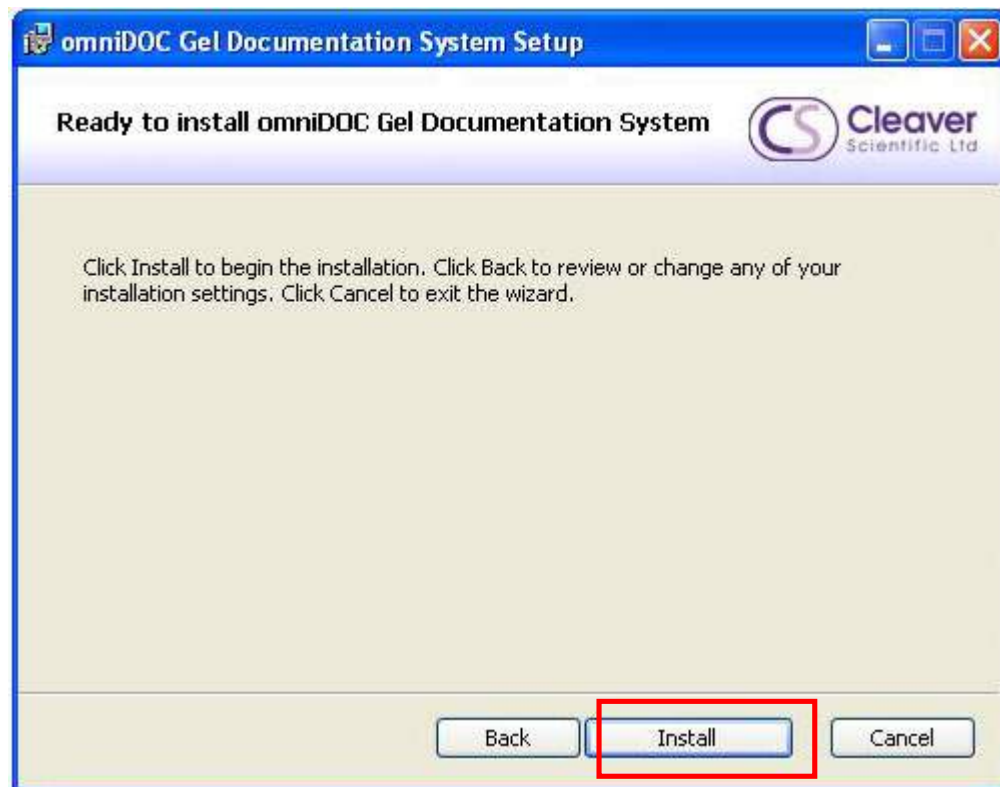 omniDOC Gel Documentation System Setup
Ready to install omniDOC Gel Documentation System
CS Cleaver
Scientific Ltd
Click Install to begin the installation. Click Back to review or change any of your
installation settings. Click Cancel to exit the wizard.
Back Install Cancel